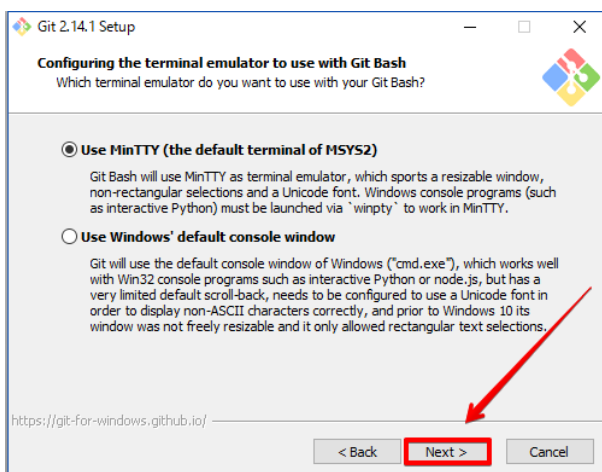 Git 2.14.1 Setup
Configuring the terminal emulator to use with Git Bash
Which terminal emulator do you want to use with your Git Bash?
Use MinTTY (the default terminal of MSYS2)
Git Bash will use MinTTY as terminal emulator, which sports a resizable window,
non-rectangular selections and a Unicode font. Windows console programs (such
as interactive Python) must be launched via `winpty` to work in MinTTY.
Use Windows' default console window
Git will use the default console window of Windows ("cmd.exe"), which works well
with Win32 console programs such as interactive Python or node.js, but has a
very limited default scroll-back, needs to be configured to use a Unicode font in
order to display non-ASCII characters correctly, and prior to Windows 10 its
window was not freely resizable and it only allowed rectangular text selections.
https://git-for-windows.github.io/
< Back Next > Cancel